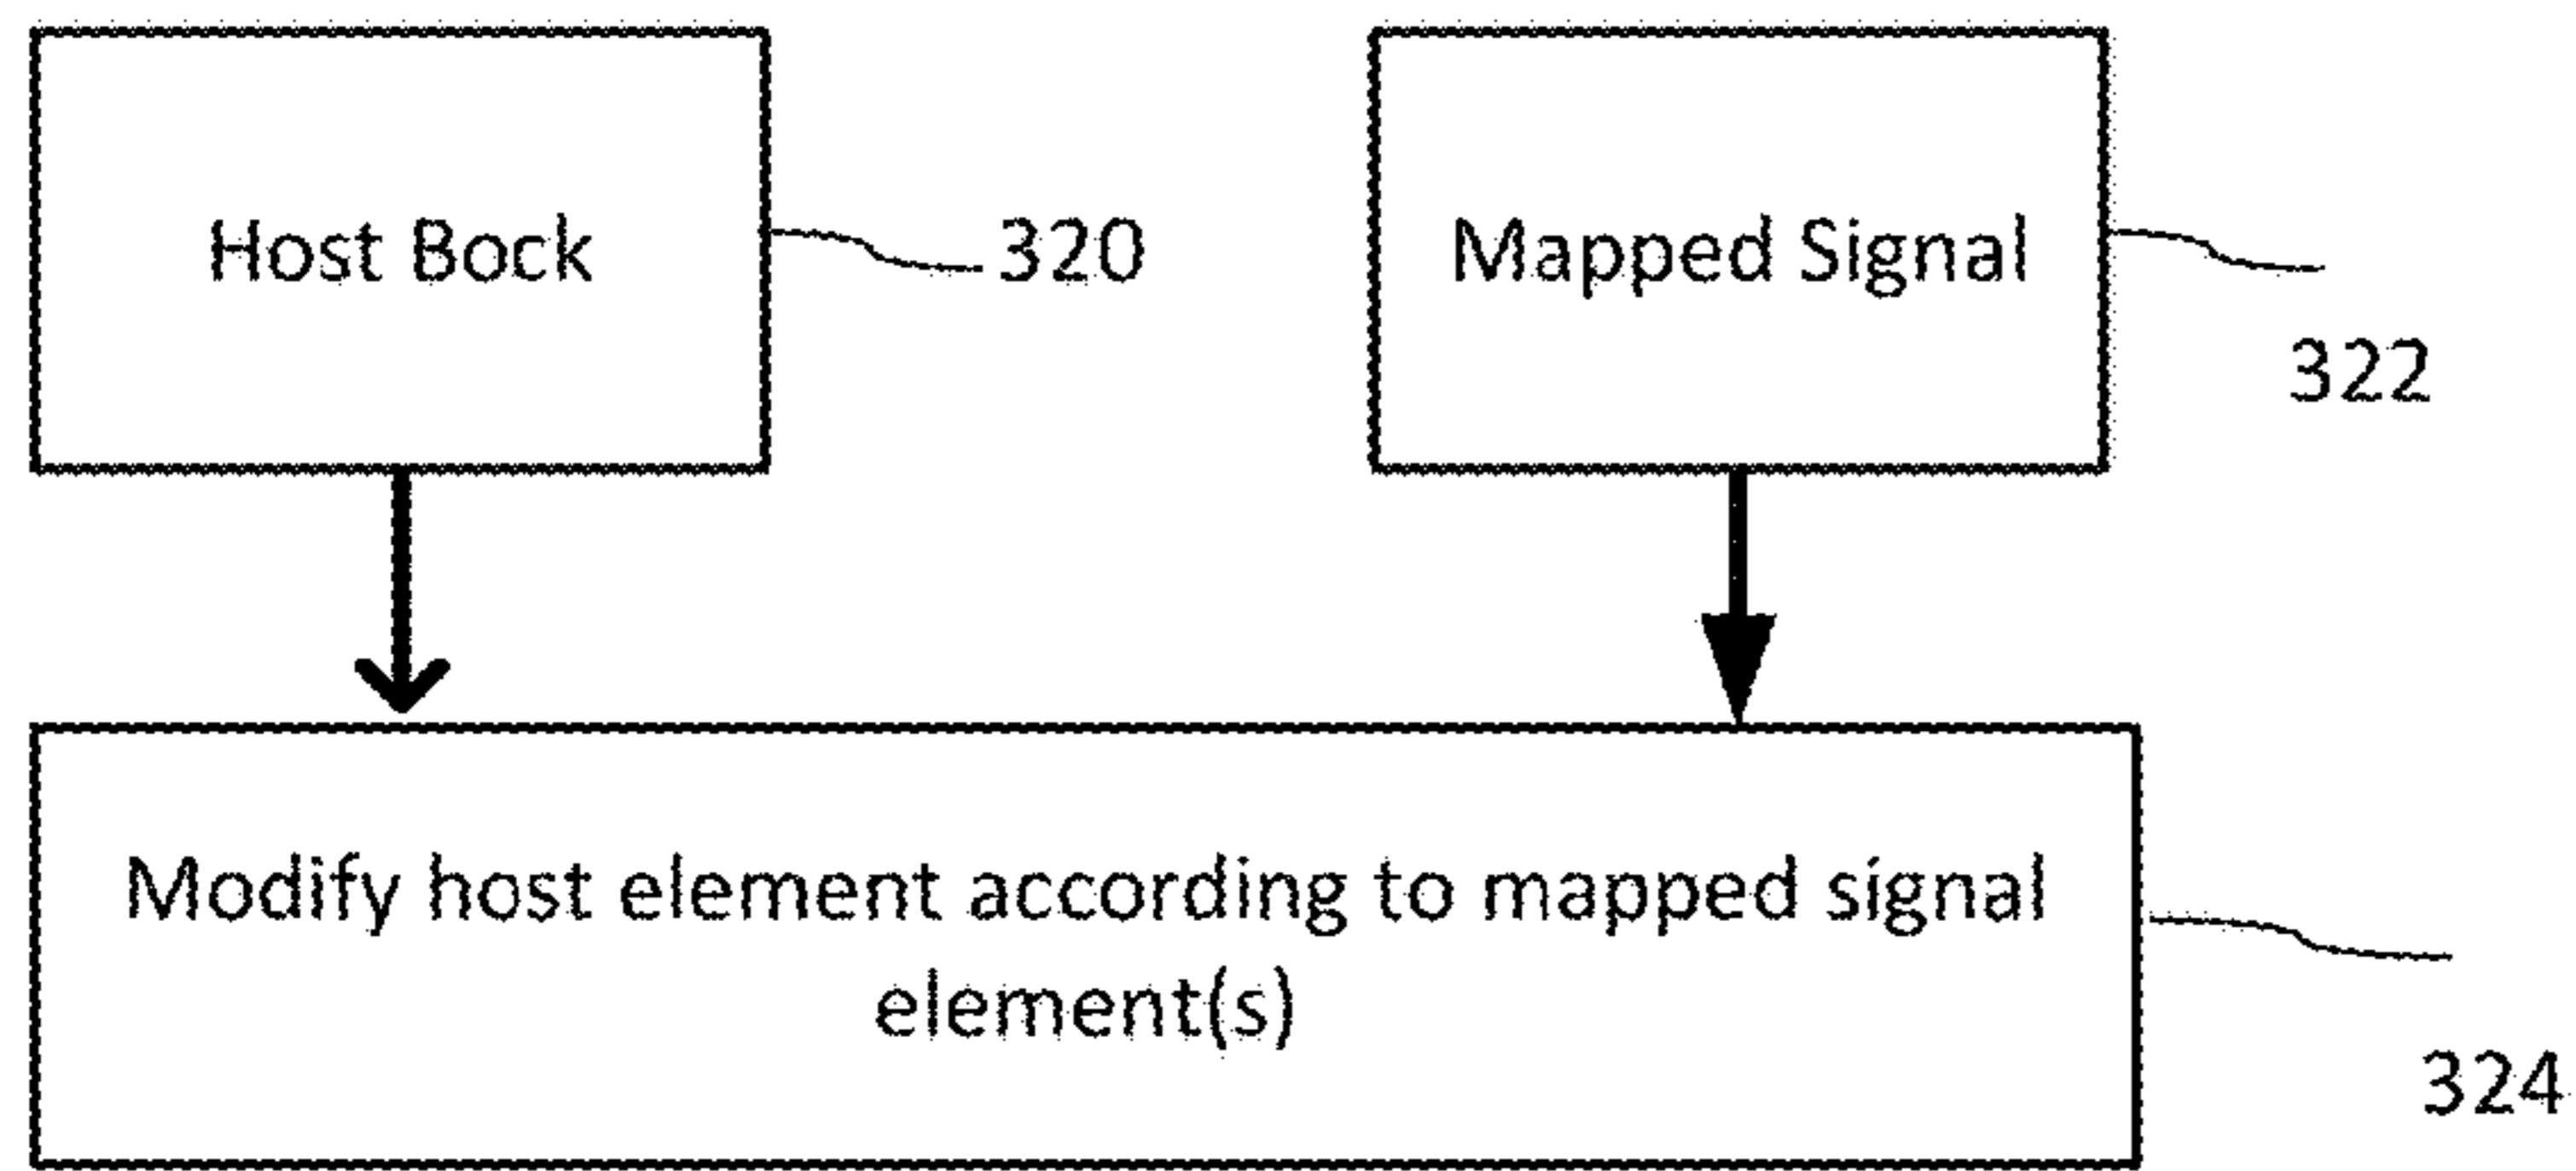 Host Bock
320
Mapped Signal
322
Modify host element according to mapped signal
element(s)
324